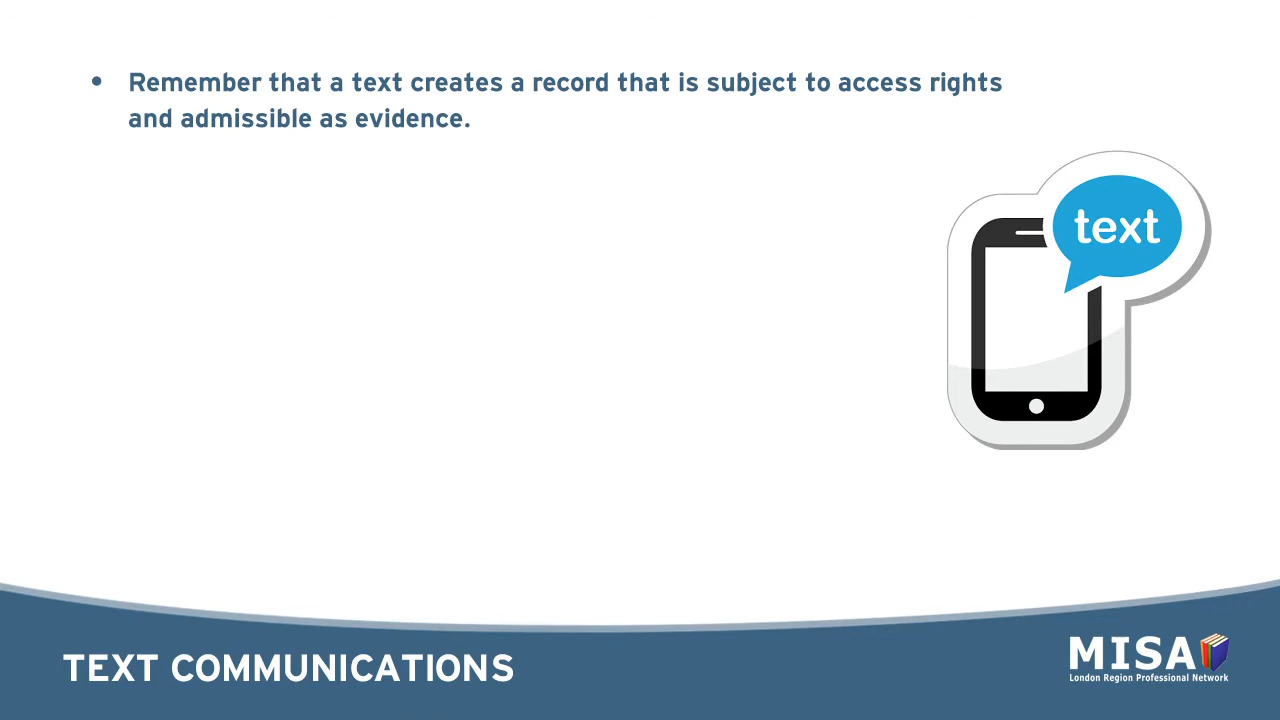 • Remember that a text creates a record that is subject to access rights
and admissible as evidence.
text
TEXT COMMUNICATIONS
MISA
London Region Professional Network